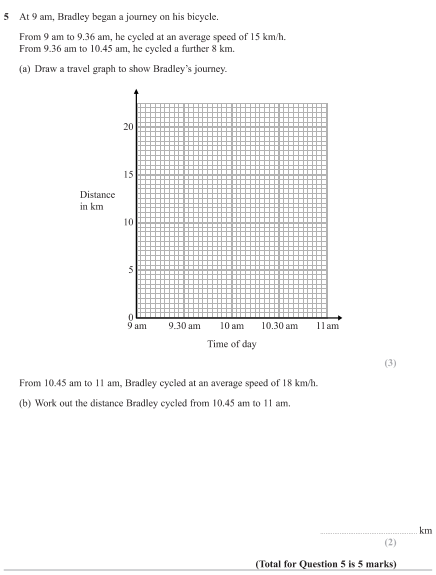 5 At 9 am, Bradley began a journey on his bicycle.
From 9 am to 9.36 am, he cycled at an average speed of 15 km/h.
From 9.36 am to 10.45 am, he cycled a further 8 km.
(a) Draw a travel graph to show Bradley's journey.
20
15
Distance
in km
10
5
0
9 am 9.30 am 10 am 10.30 am 11 am
Time of day
(3)
From 10.45 am to 11 am, Bradley cycled at an average speed of 18 km/h.
(b) Work out the distance Bradley cycled from 10.45 am to 11 am.
km
(2)
(Total for Question 5 is 5 marks)